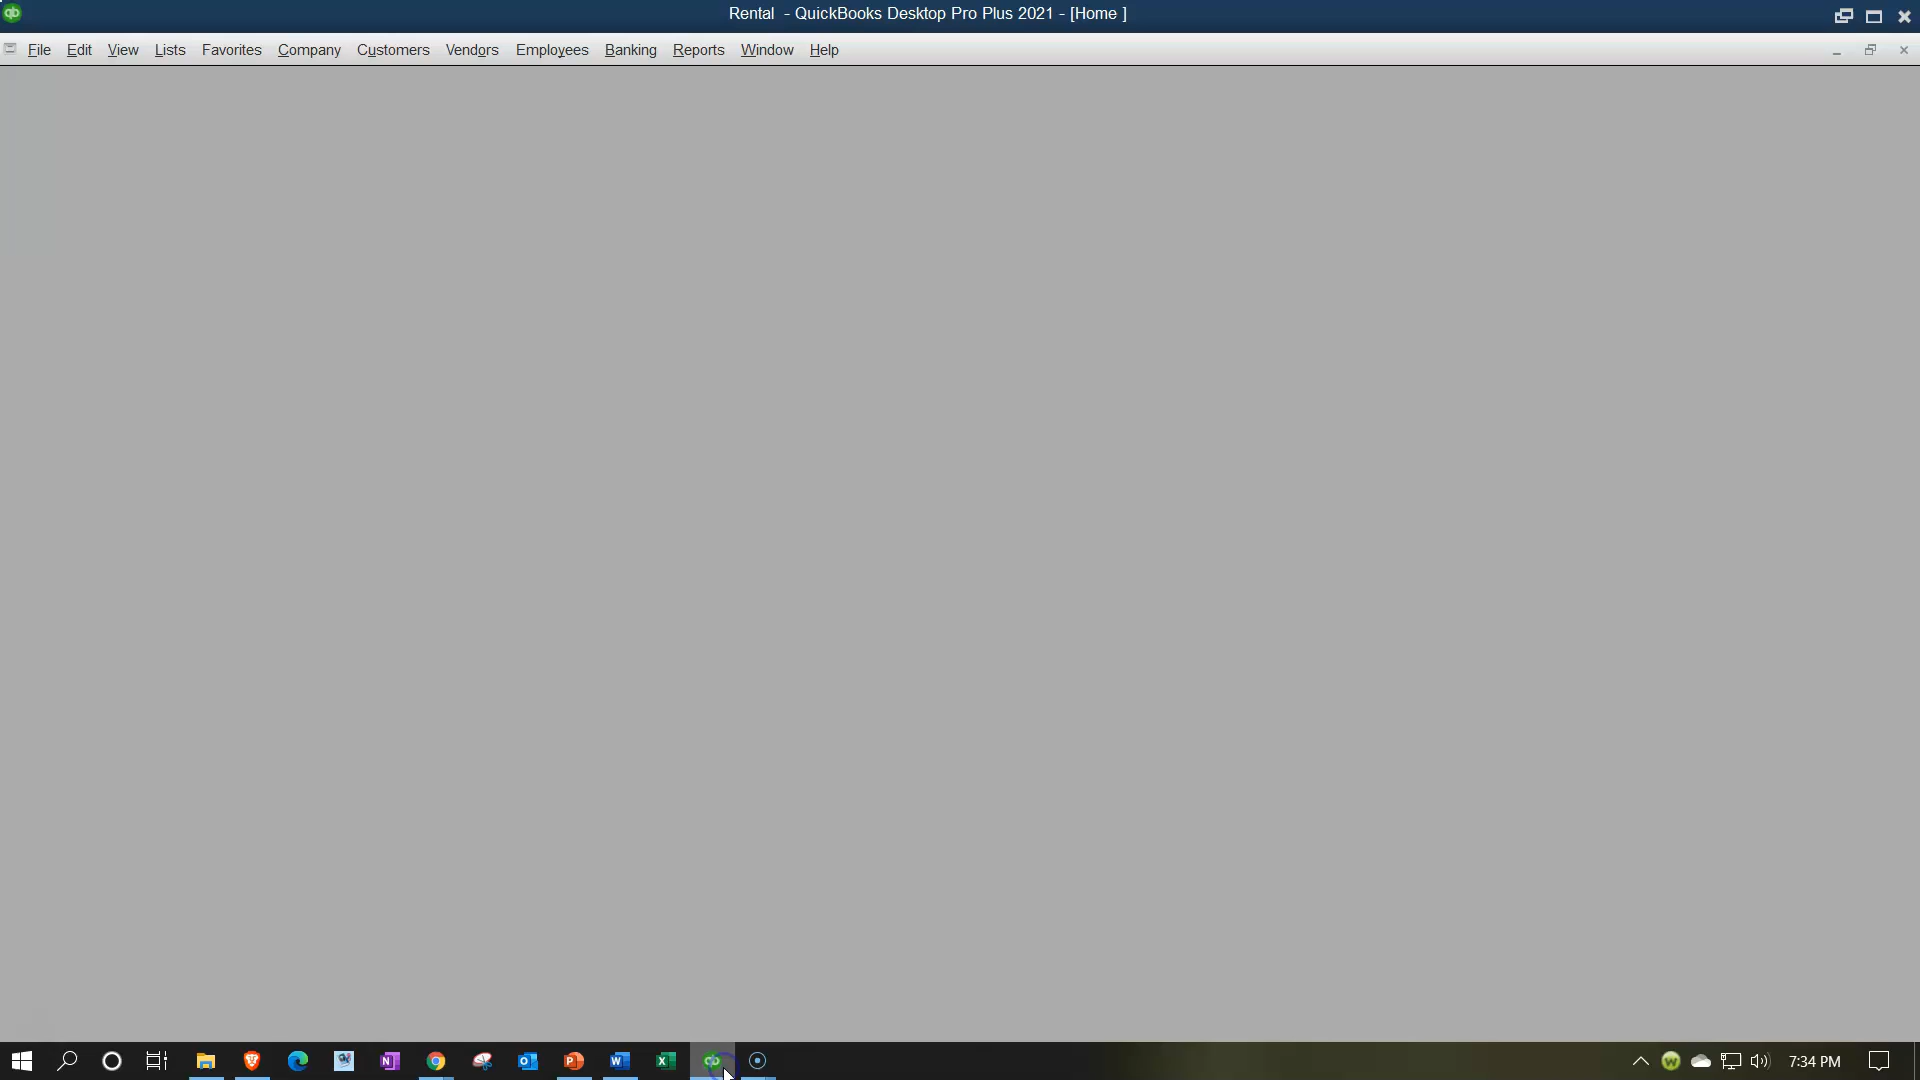 Rental - QuickBooks Desktop Pro Plus 2021 - [Home ]
File Edit View Lists Favorites Company Customers Vendors Employees Banking Reports Window Help
7:34 PM